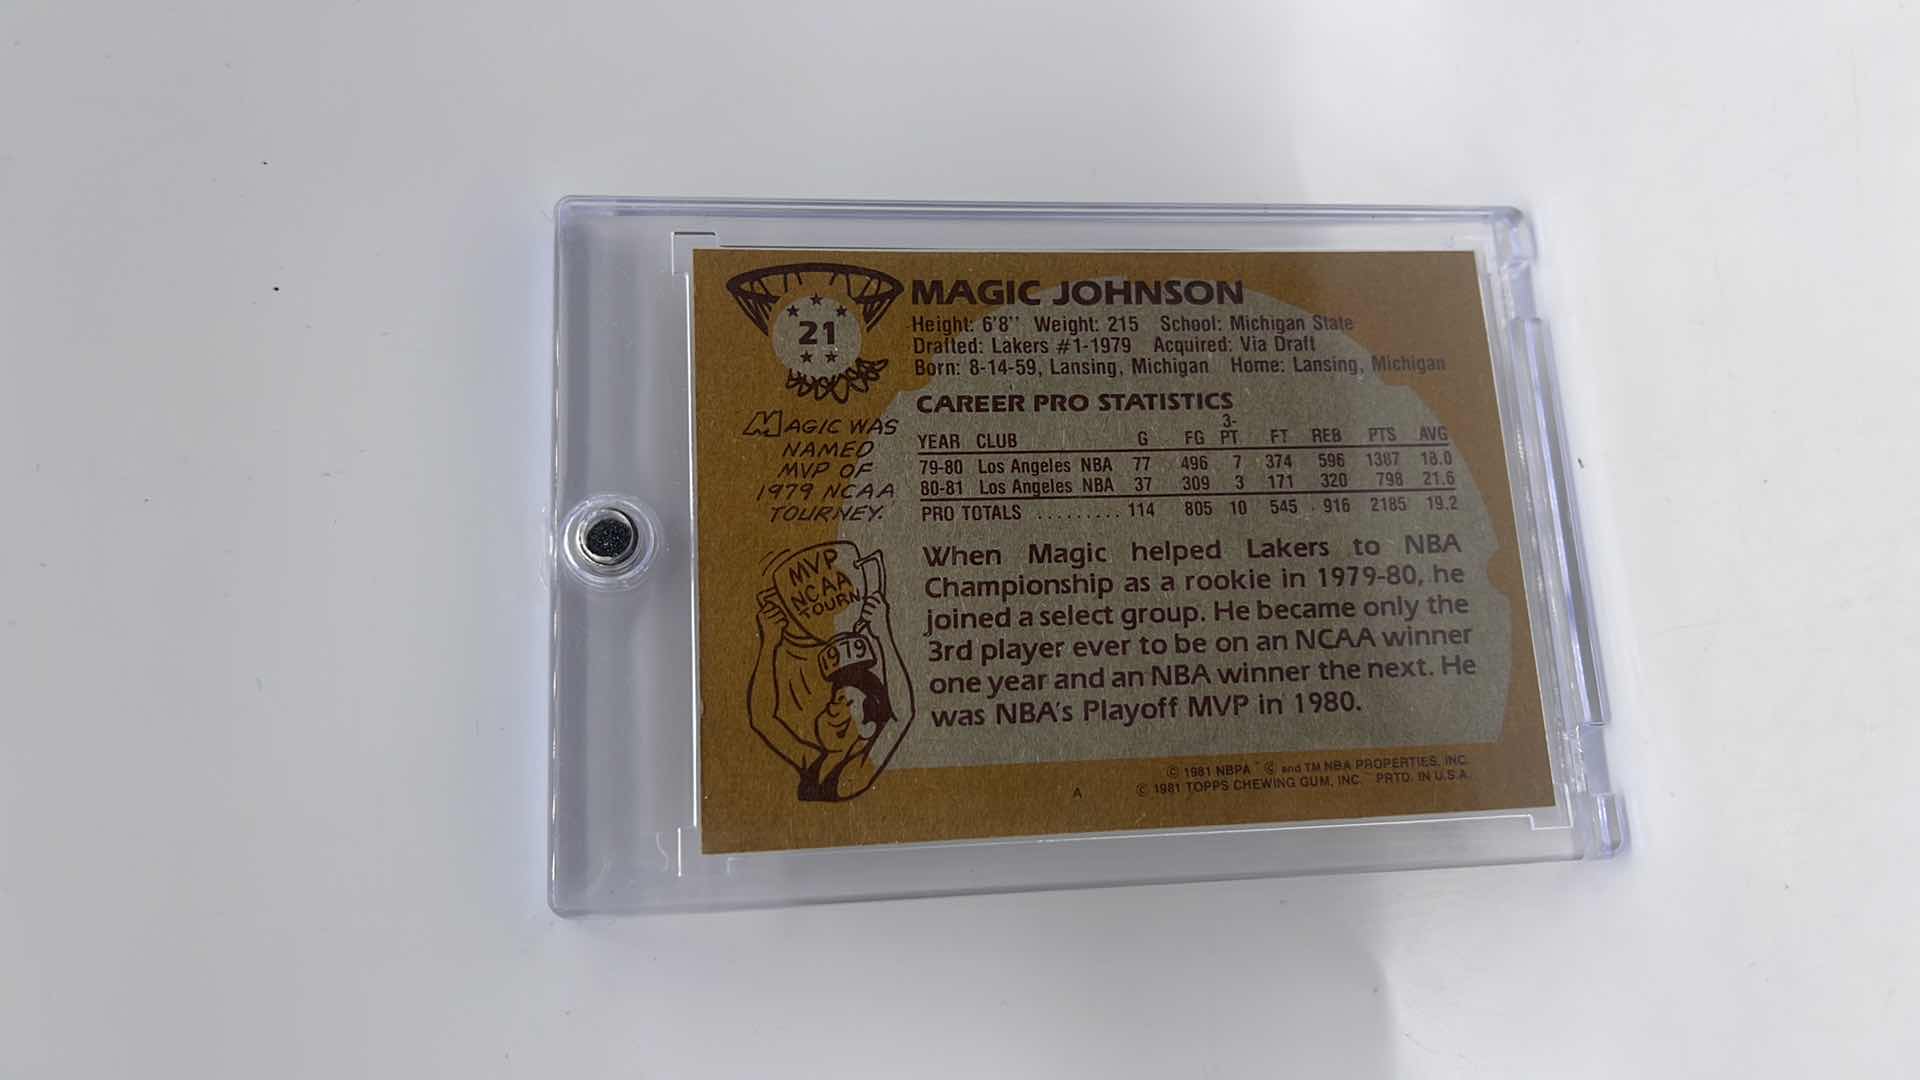 21
MAGIC JOHNSON
Height: 6'8" Weight: 215 School: Michigan State
Drafted: Lakers #1-1979 Acquired: Via Draft
Born: 8-14-59, Lansing, Michigan Home: Lansing, Michigan
CAREER PRO STATISTICS
YEAR CLUB G FG 3-PT FT REB PTS AVG
79-80 Los Angeles NBA 77 496 7 374 596 1387 18.0
80-81 Los Angeles NBA 37 309 3 171 320 798 21.6
PRO TOTALS ......... 114 805 10 545 916 2185 19.2
MAGIC WAS
NAMED
MVP OF
1979 NCAA
TOURNEY.
MVP
NCAA
TOURN
1979
When Magic helped Lakers to NBA
Championship as a rookie in 1979-80, he
joined a select group. He became only the
3rd player ever to be on an NCAA winner
one year and an NBA winner the next. He
was NBA's Playoff MVP in 1980.
© 1981 NBPA © and TM NBA PROPERTIES, INC.
A © 1981 TOPPS CHEWING GUM, INC. PRTD. IN U.S.A.